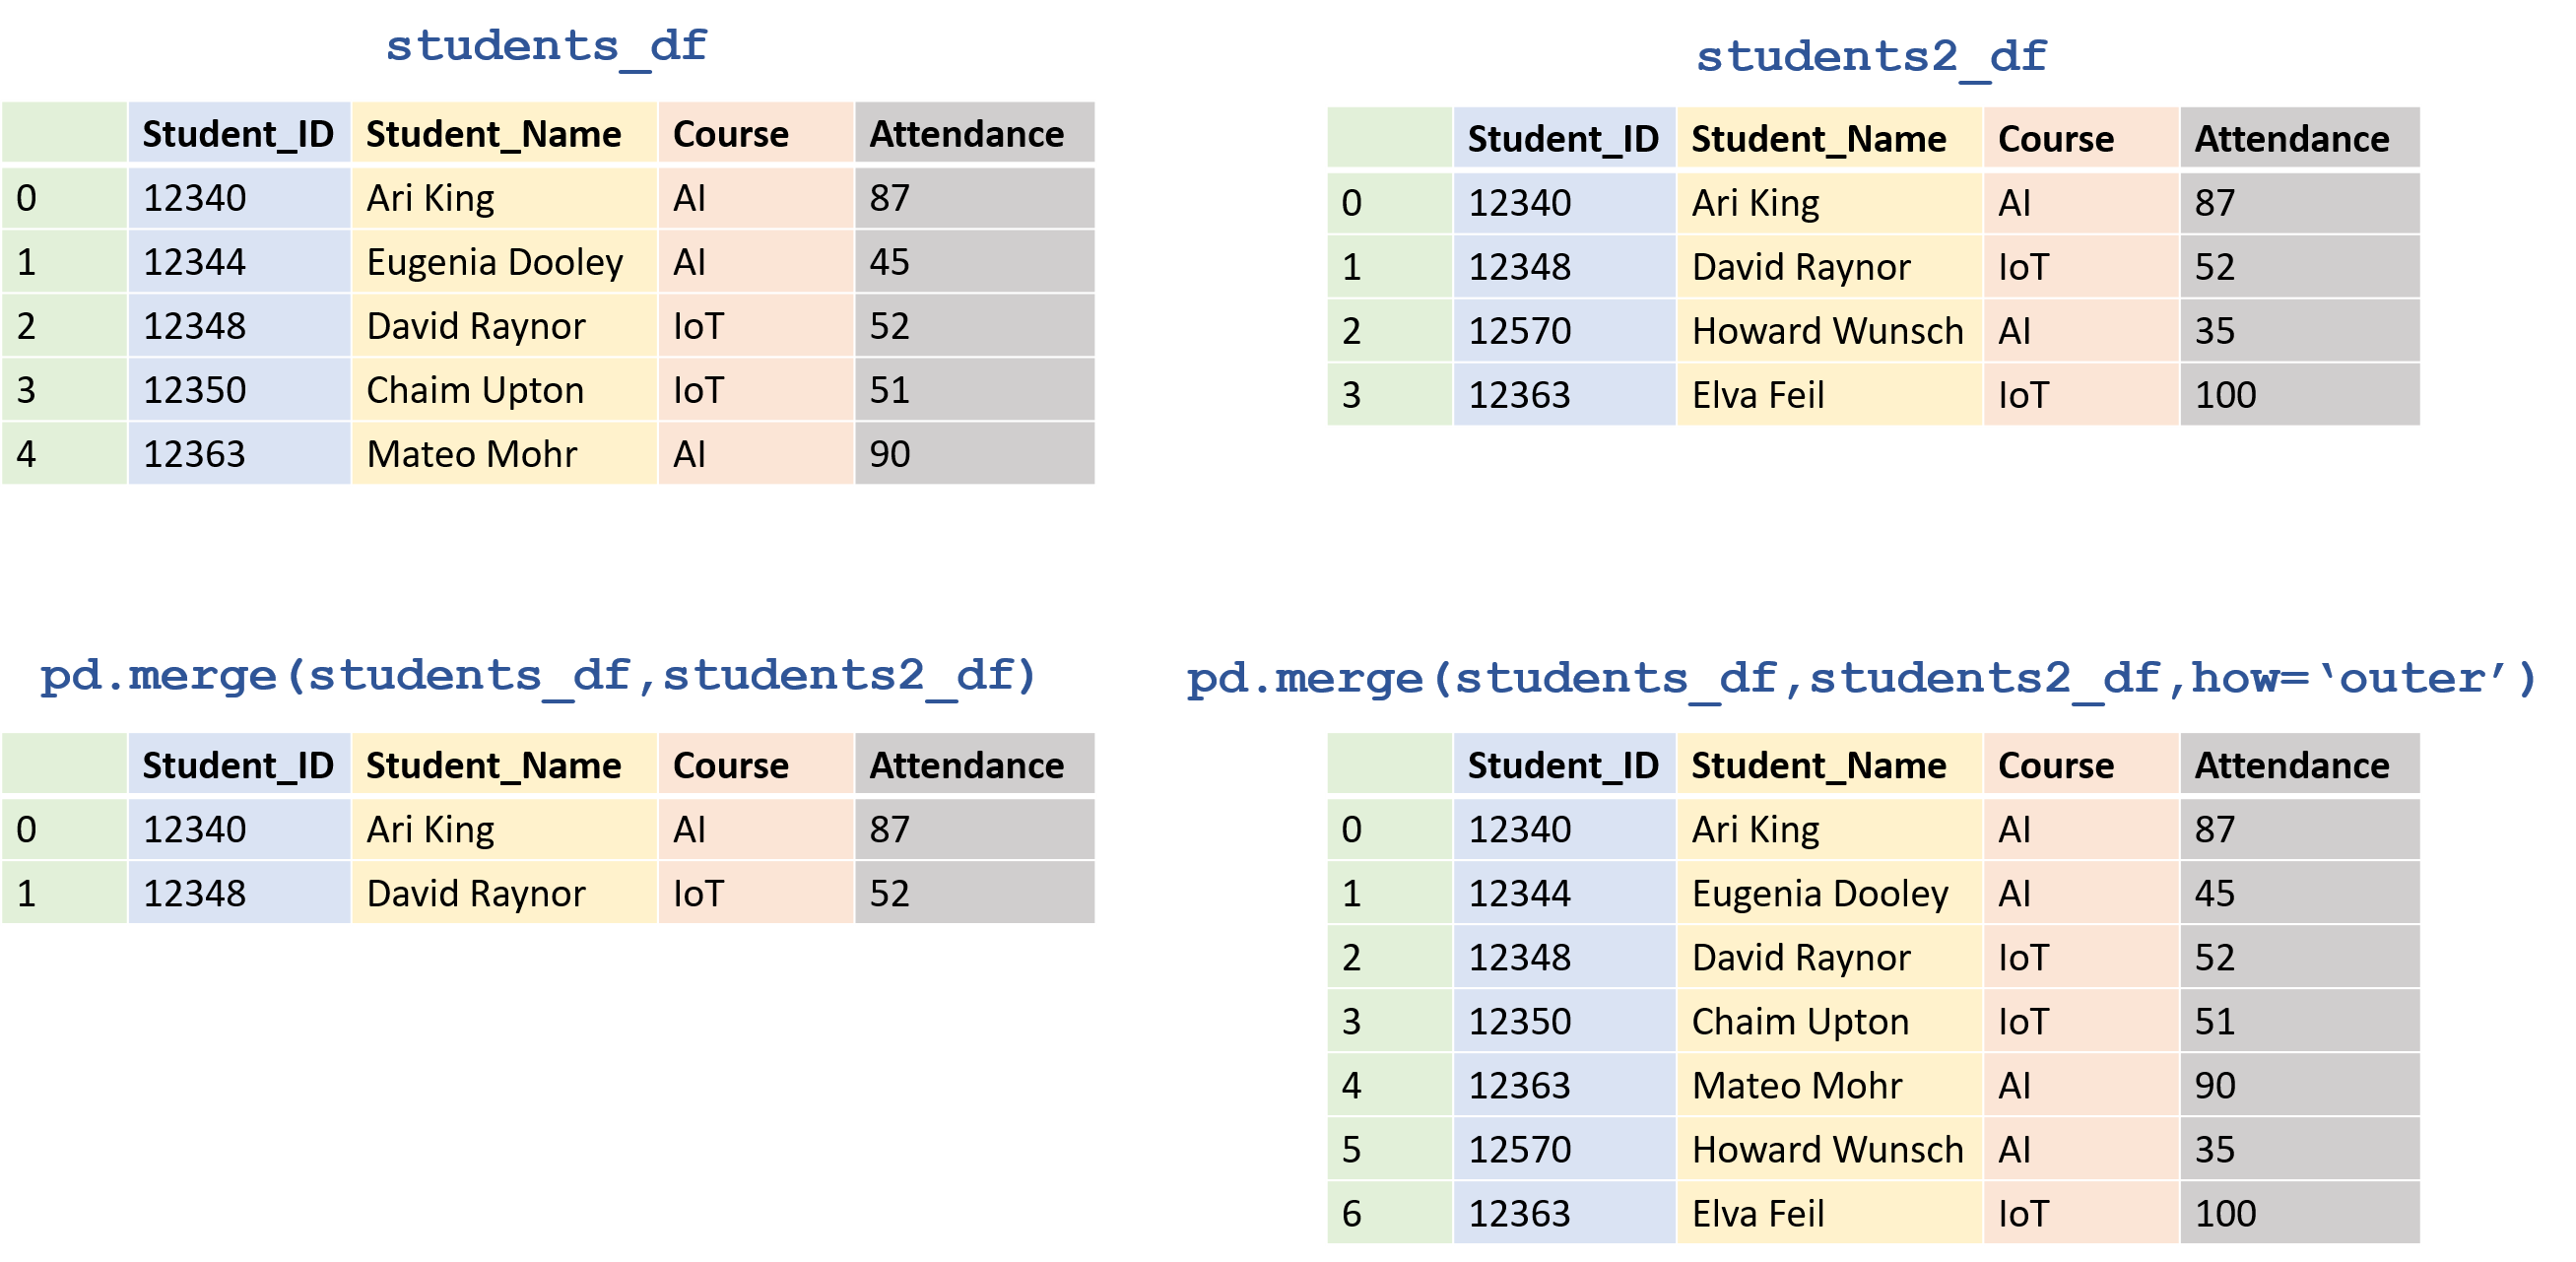 students_df
Student_ID Student_Name Course Attendance
0 12340 Ari King AI 87
1 12344 Eugenia Dooley AI 45
2 12348 David Raynor IoT 52
3 12350 Chaim Upton IoT 51
4 12363 Mateo Mohr AI 90
students2_df
Student_ID Student_Name Course Attendance
0 12340 Ari King AI 87
1 12348 David Raynor IoT 52
2 12570 Howard Wunsch AI 35
3 12363 Elva Feil IoT 100
pd.merge(students_df,students2_df)
Student_ID Student_Name Course Attendance
0 12340 Ari King AI 87
1 12348 David Raynor IoT 52
pd.merge(students_df,students2_df,how=‘outer’)
Student_ID Student_Name Course Attendance
0 12340 Ari King AI 87
1 12344 Eugenia Dooley AI 45
2 12348 David Raynor IoT 52
3 12350 Chaim Upton IoT 51
4 12363 Mateo Mohr AI 90
5 12570 Howard Wunsch AI 35
6 12363 Elva Feil IoT 100